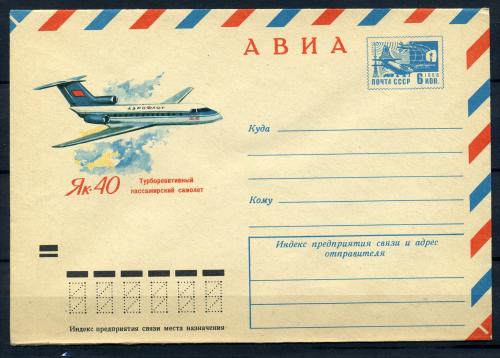 АВИА
ПОЧТА СССР
1966
6 КОП.
АЭРОФЛОТ
Як-40
Турбореактивный
пассажирский самолет
Куда
Кому
Индекс предприятия связи и адрес
отправителя
Индекс предприятия связи места назначения